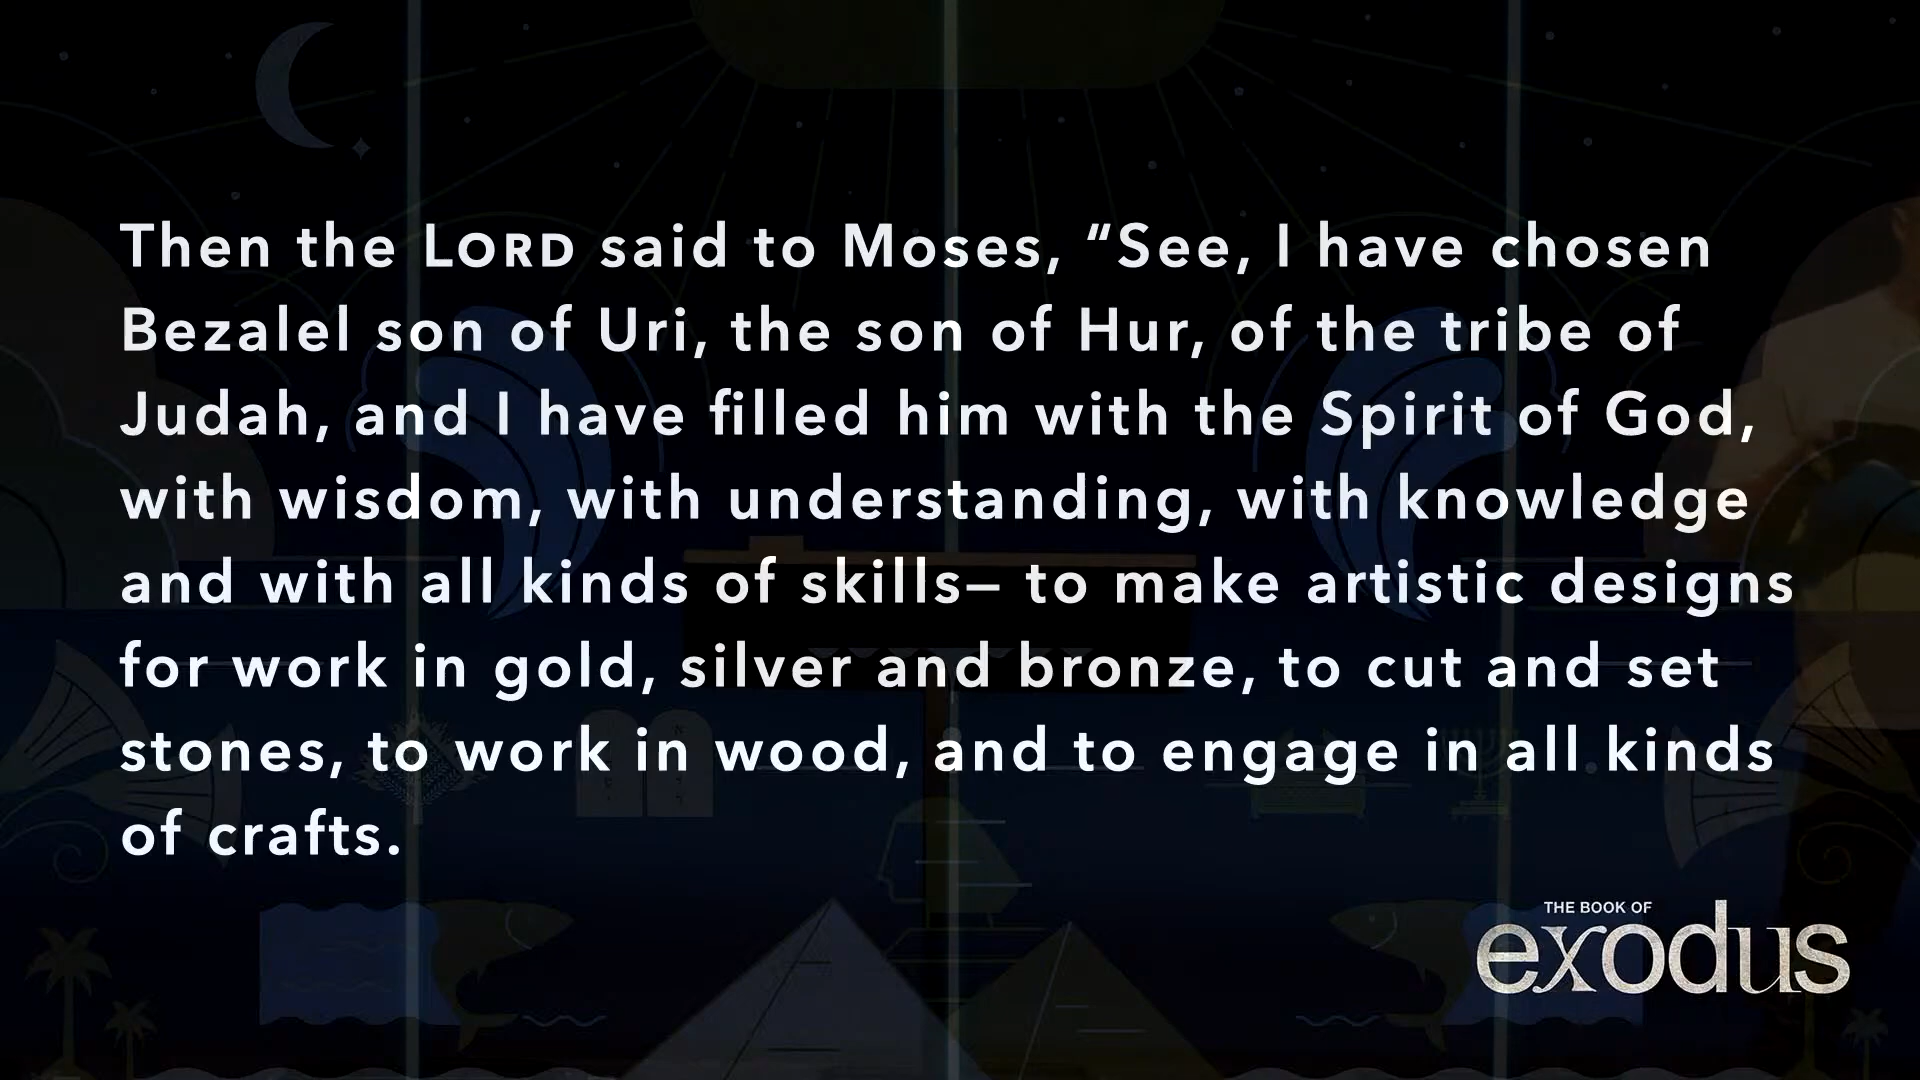 Then the LORD said to Moses, “See, I have chosen
Bezalel son of Uri, the son of Hur, of the tribe of
Judah, and I have filled him with the Spirit of God,
with wisdom, with understanding, with knowledge
and with all kinds of skills— to make artistic designs
for work in gold, silver and bronze, to cut and set
stones, to work in wood, and to engage in all kinds
of crafts.
THE BOOK OF
exodus